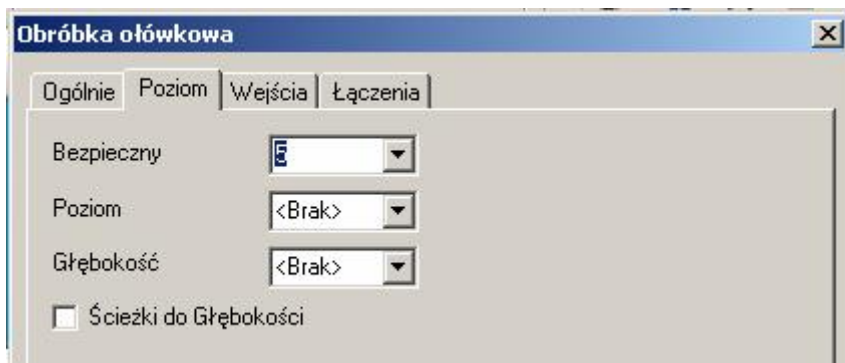 Obróbka ołówkowa
Ogólnie Poziom Wejścia Łączenia
Bezpieczny 5
Poziom <Brak>
Głębokość <Brak>
Ścieżki do Głębokości